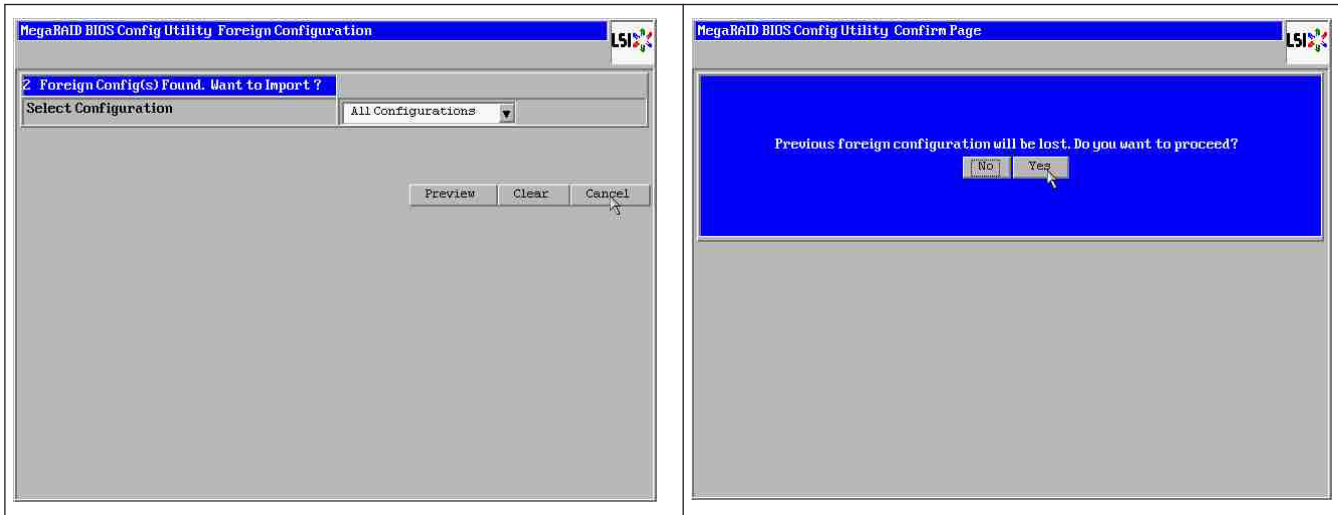 MegaRAID BIOS Config Utility Foreign Configuration
LSI
2 Foreign Config(s) Found. Want to Import ?
Select Configuration
All Configurations
Preview
Clear
Cancel
MegaRAID BIOS Config Utility Confirm Page
LSI
Previous foreign configuration will be lost. Do you want to proceed?
No
Yes